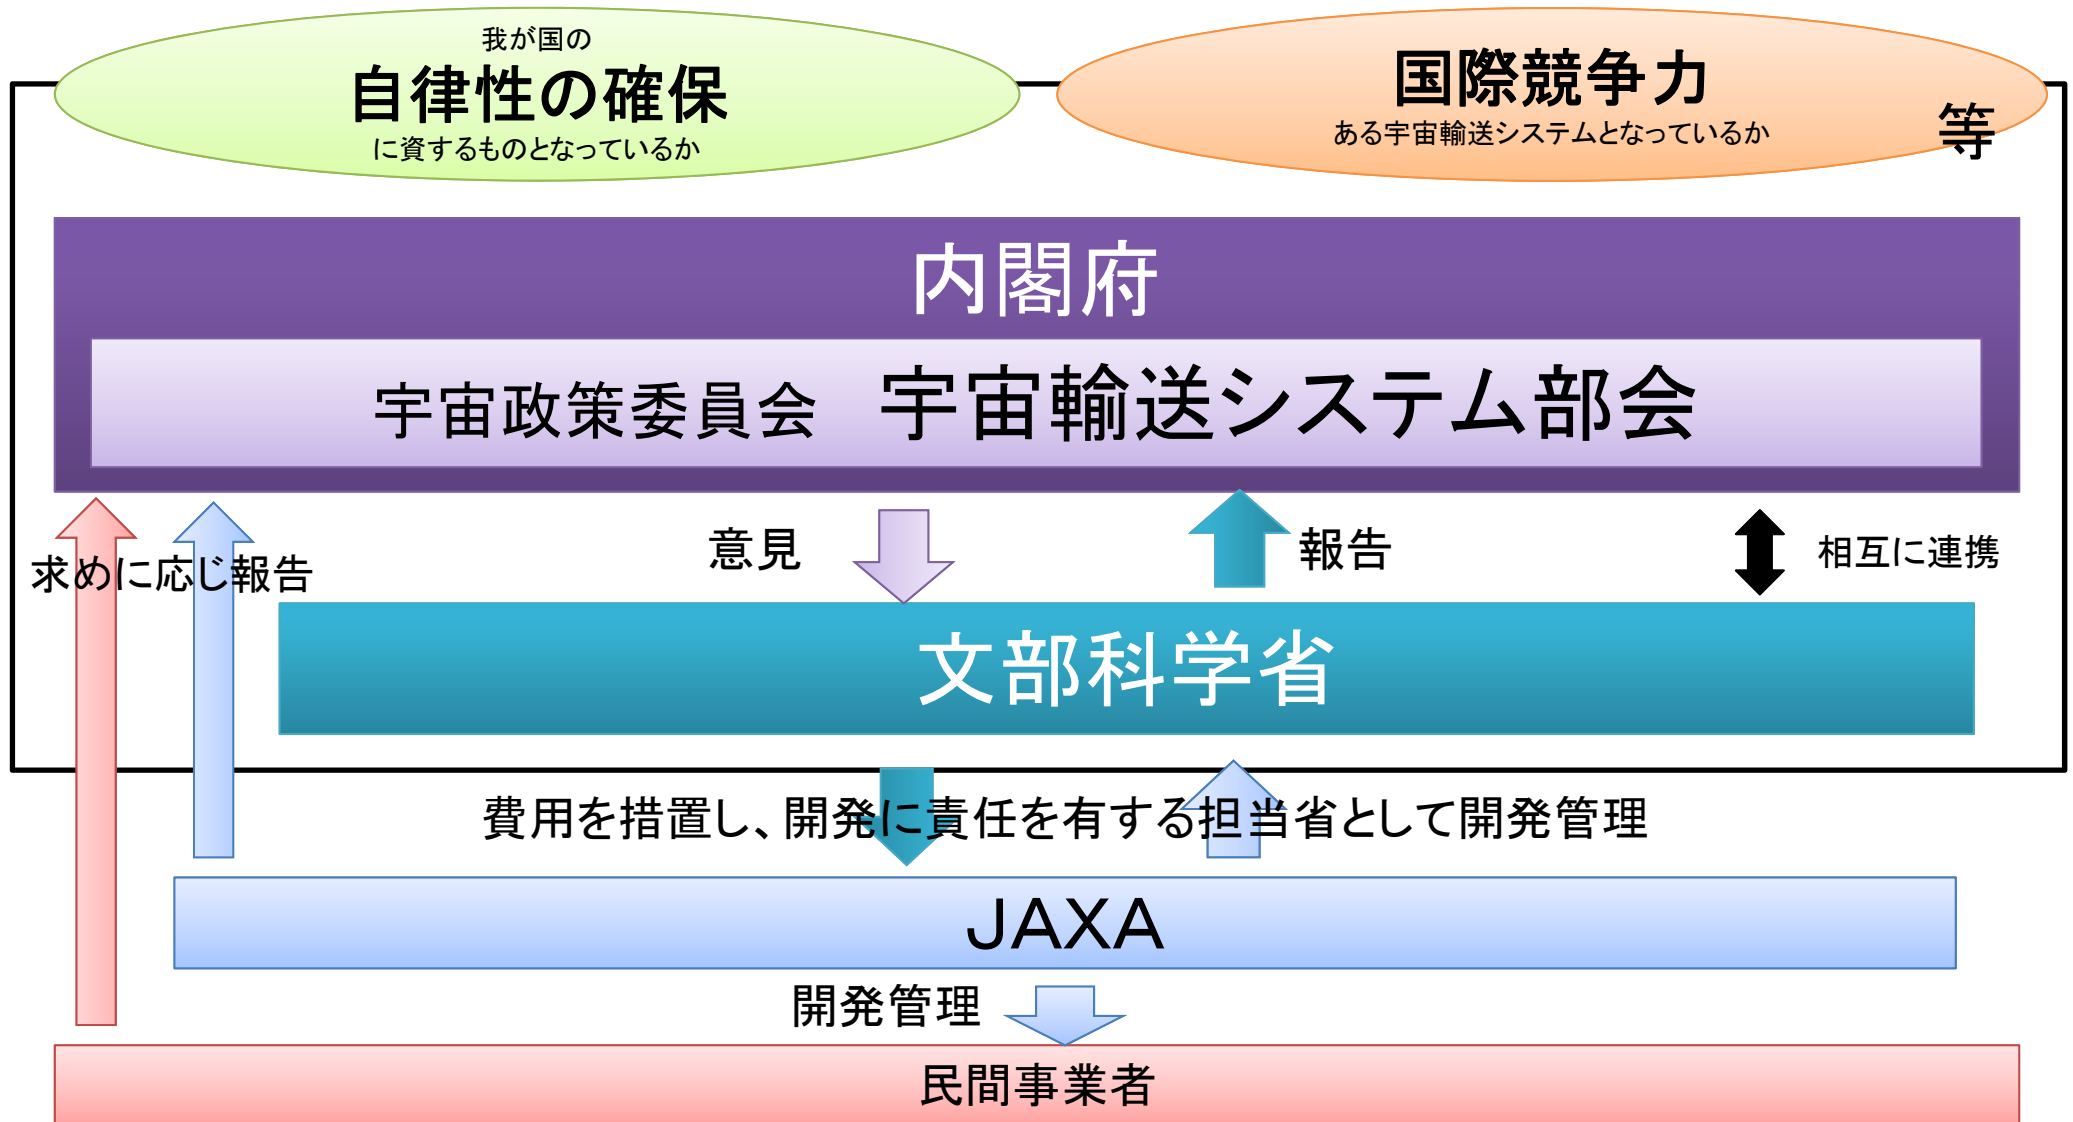 我が国の
自律性の確保
に資するものとなっているか
国際競争力
ある宇宙輸送システムとなっているか
等
内閣府
宇宙政策委員会　宇宙輸送システム部会
求めに応じ報告
意見
報告
相互に連携
文部科学省
費用を措置し、開発に責任を有する担当省として開発管理
ＪＡＸＡ
開発管理
民間事業者